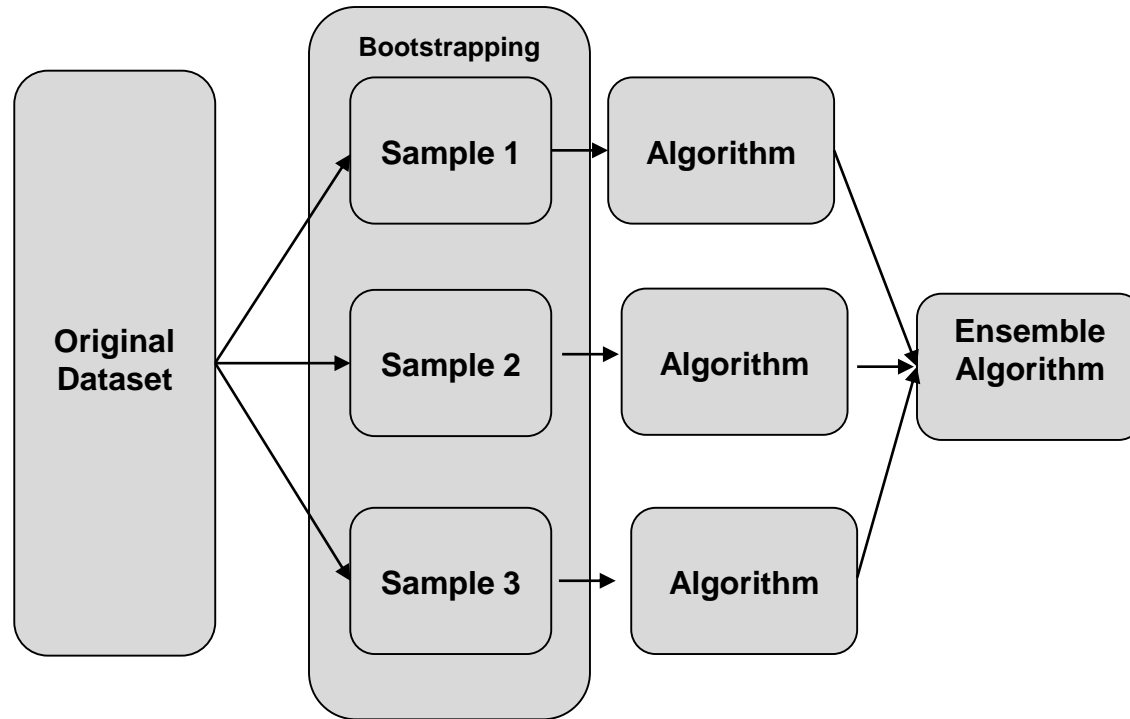 Bootstrapping
Original
Dataset
Sample 1
Algorithm
Sample 2
Algorithm
Sample 3
Algorithm
Ensemble
Algorithm